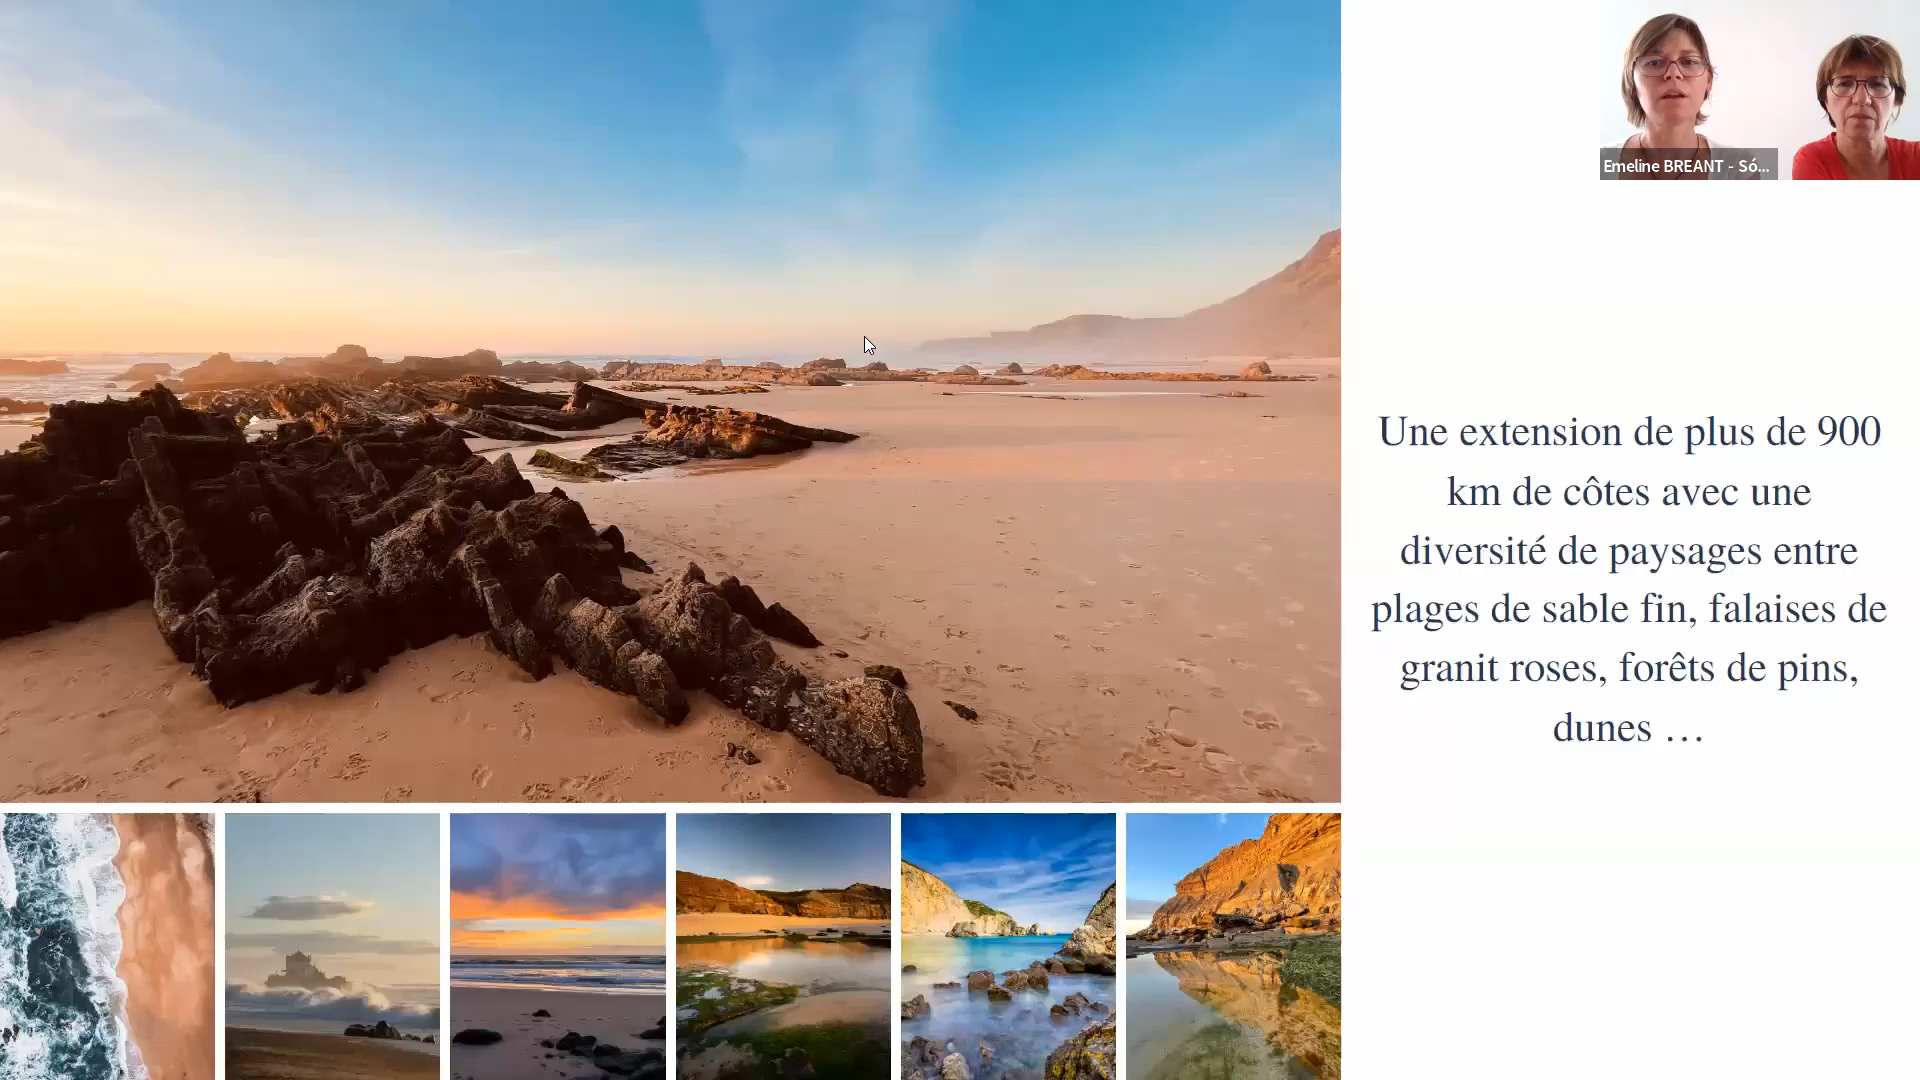 Emeline BREANT - Só...
Une extension de plus de 900
km de côtes avec une
diversité de paysages entre
plages de sable fin, falaises de
granit roses, forêts de pins,
dunes …